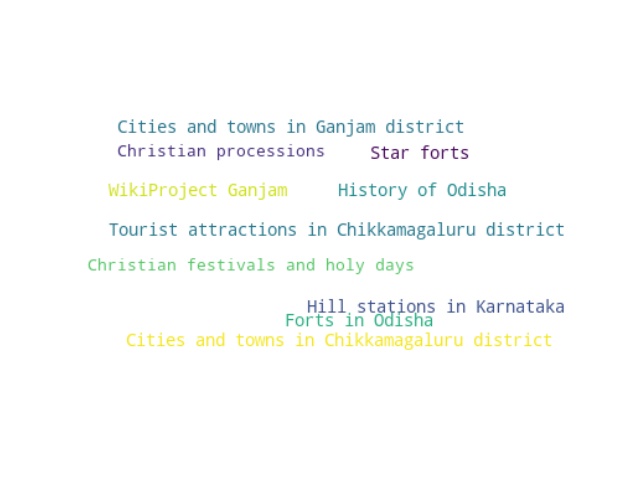 Cities and towns in Ganjam district
Christian processions
Star forts
WikiProject Ganjam
History of Odisha
Tourist attractions in Chikkamagaluru district
Christian festivals and holy days
Hill stations in Karnataka
Forts in Odisha
Cities and towns in Chikkamagaluru district